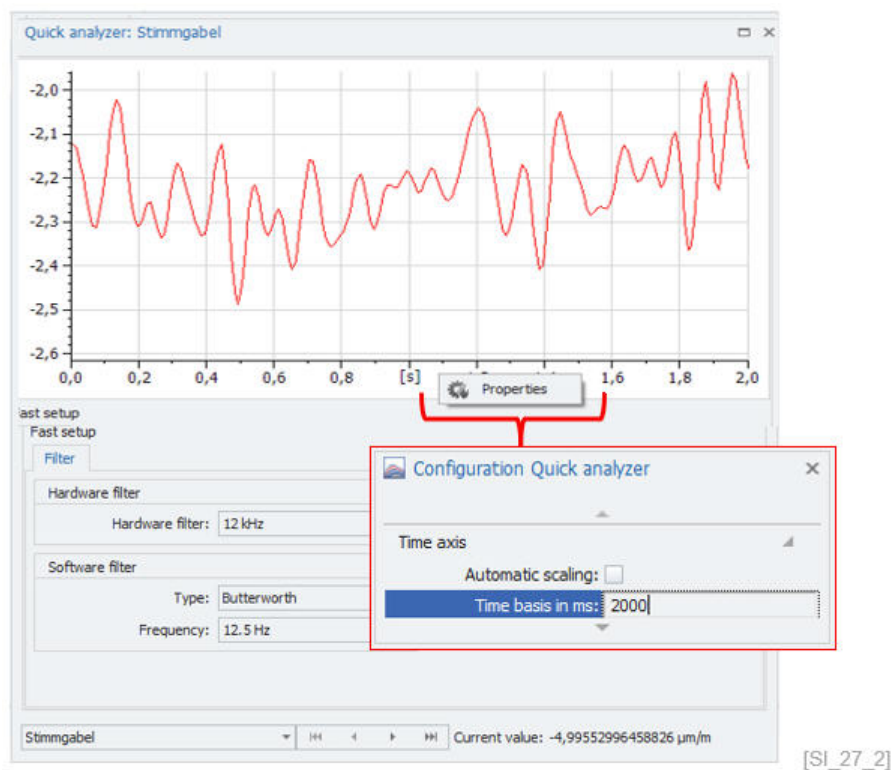 Quick analyzer: Stimmgabel
-2,0
-2,1
-2,2
-2,3
-2,4
-2,5
-2,6
0,0 0,2 0,4 0,6 0,8 [s] 1,6 1,8 2,0
Properties
ast setup
Fast setup
Filter
Hardware filter
Hardware filter: 12 kHz
Software filter
Type: Butterworth
Frequency: 12.5 Hz
Configuration Quick analyzer
Time axis
Automatic scaling:
Time basis in ms: 2000
Stimmgabel Current value: -4,99552996458826 µm/m
[SI_27_2]